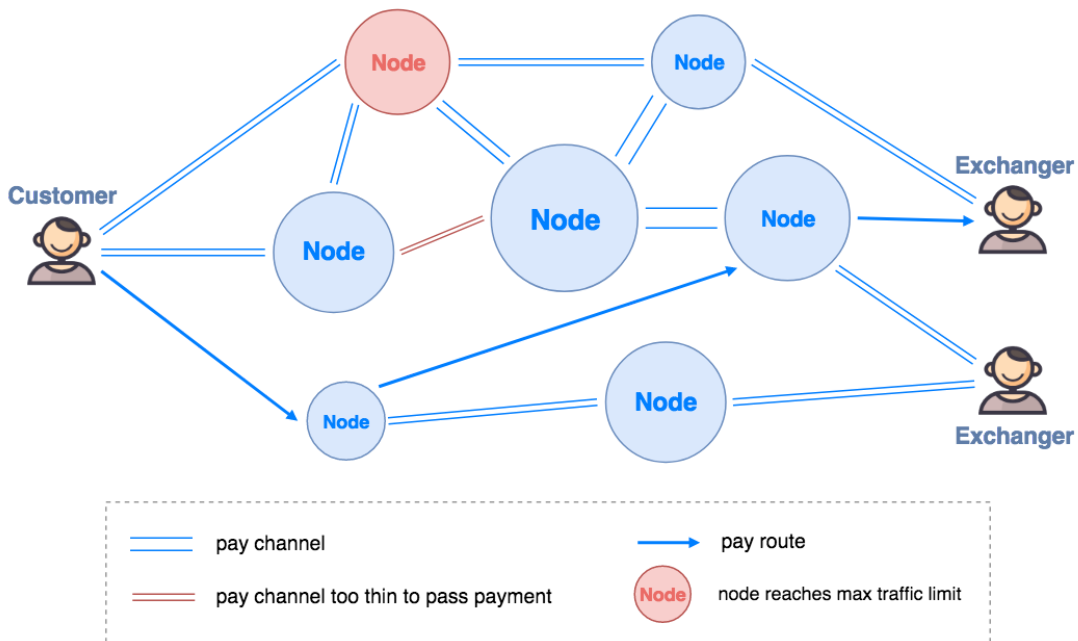 Node
Node
Exchanger
Customer
Node
Node
Node
Node
Node
Exchanger
pay channel
pay route
pay channel too thin to pass payment
Node
node reaches max traffic limit